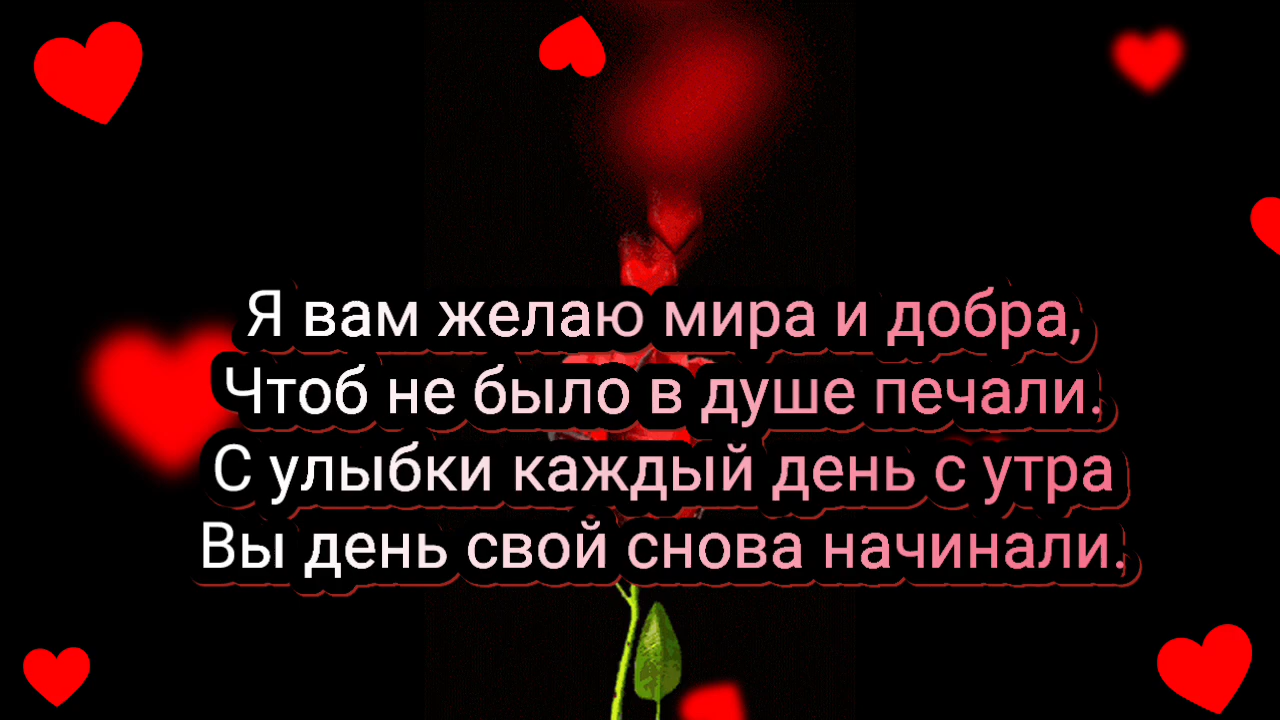 Я вам желаю мира и добра,
Чтоб не было в душе печали.
С улыбки каждый день с утра
Вы день свой снова начинали.